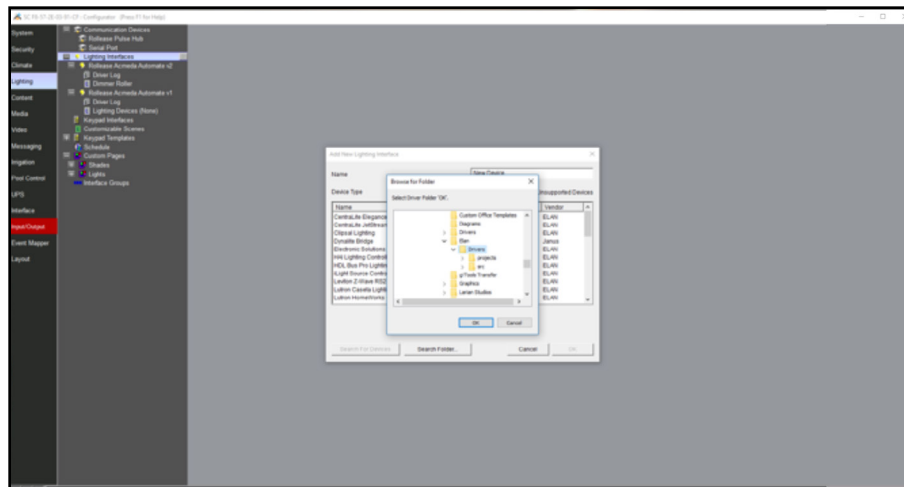 Configurator (Press F1 for Help)
System
Security
Climate
Lighting
Content
Media
Video
Messaging
Irrigation
Pool Control
UPS
Interface
Input/Output
Event Mapper
Layout
Communication Devices
Rollease Pulse Hub
Serial Port
Lighting Interfaces
Rollease Acmeda Automate v2
Driver Log
Dimmer Roller
Rollease Acmeda Automate v1
Driver Log
Lighting Devices (None)
Keypad Interfaces
Customizable Scenes
Keypad Templates
Schedule
Custom Pages
Shades
Lights
Interface Groups
Add New Lighting Interface
Name
New Device
Device Type
Unsupported Devices
Name
Vendor
CentraLite Elegance
ELAN
CentraLite JetStream
ELAN
Clipsal Lighting
ELAN
Dynalite Bridge
Janus
Electronic Solutions
ELAN
HAI Lighting Control
ELAN
HDL Bus Pro Lighting
ELAN
iLight Source Contro
ELAN
Leviton Z-Wave RS2
ELAN
Lutron Caseta Light
ELAN
Lutron HomeWorks
ELAN
Browse for Folder
Select Driver Folder 'OK'.
Custom Office Templates
Diagrams
Drivers
Elan
Drivers
projects
src
g!Tools Transfer
Graphics
Larian Studios
OK
Cancel
Search For Devices
Search Folder...
Cancel
OK